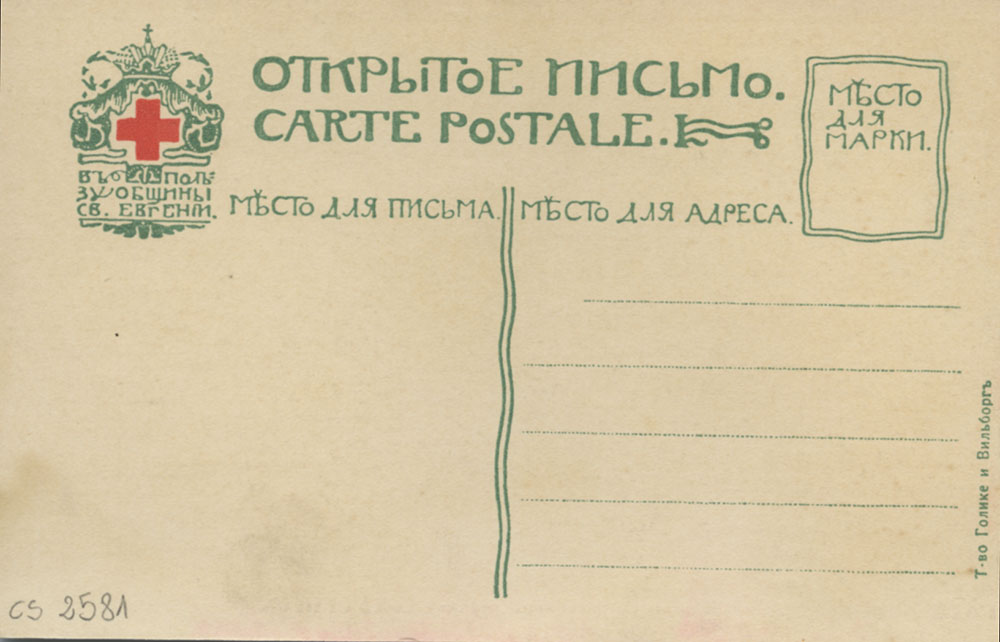 ОТКРЫТОЕ ПИСЬМО.
CARTE POSTALE.
МѢСТО
ДЛЯ
МАРКИ.
ВЪ ПОЛЬ-
ЗУ ОБЩИНЫ
СВ. ЕВГЕНІИ.
МѢСТО ДЛЯ ПИСЬМА.
МѢСТО ДЛЯ АДРЕСА.
Т-во Голике и Вильборгъ
CS 2581